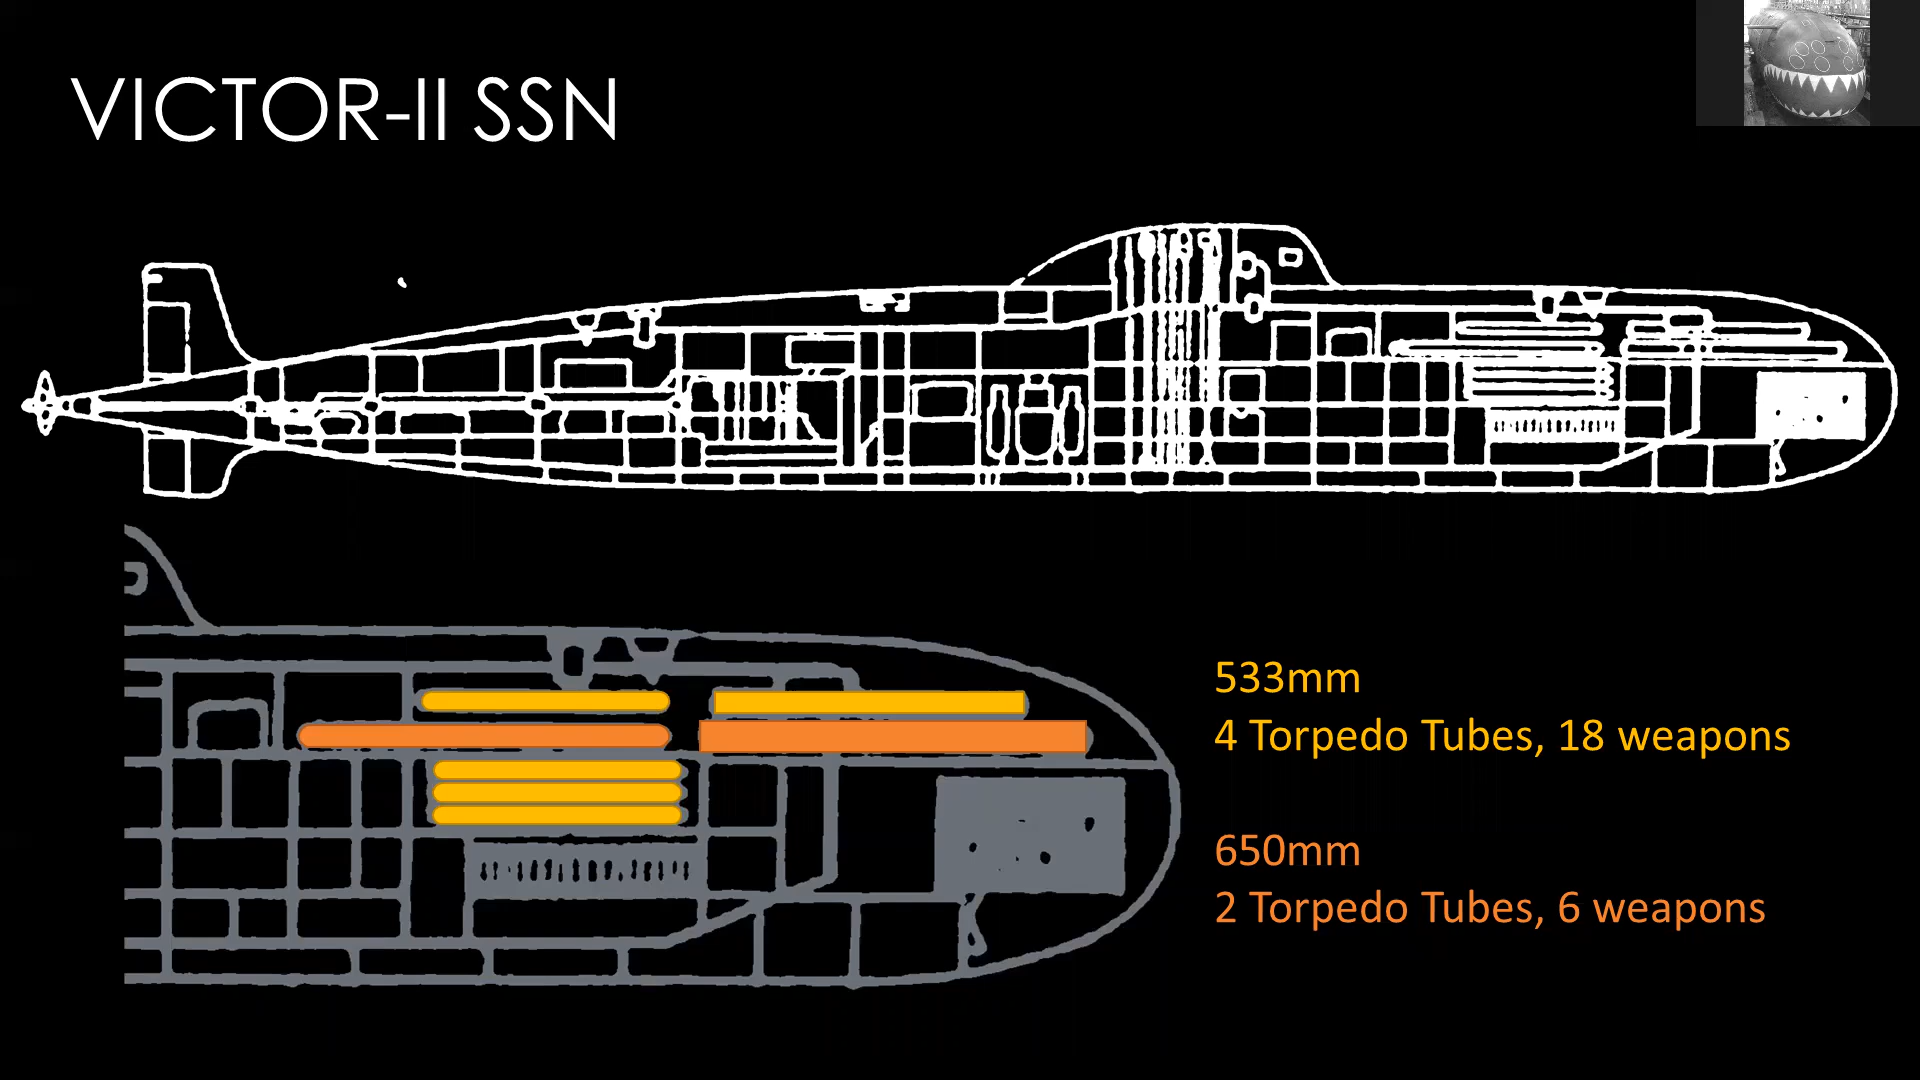 VICTOR-II SSN
533mm
4 Torpedo Tubes, 18 weapons
650mm
2 Torpedo Tubes, 6 weapons